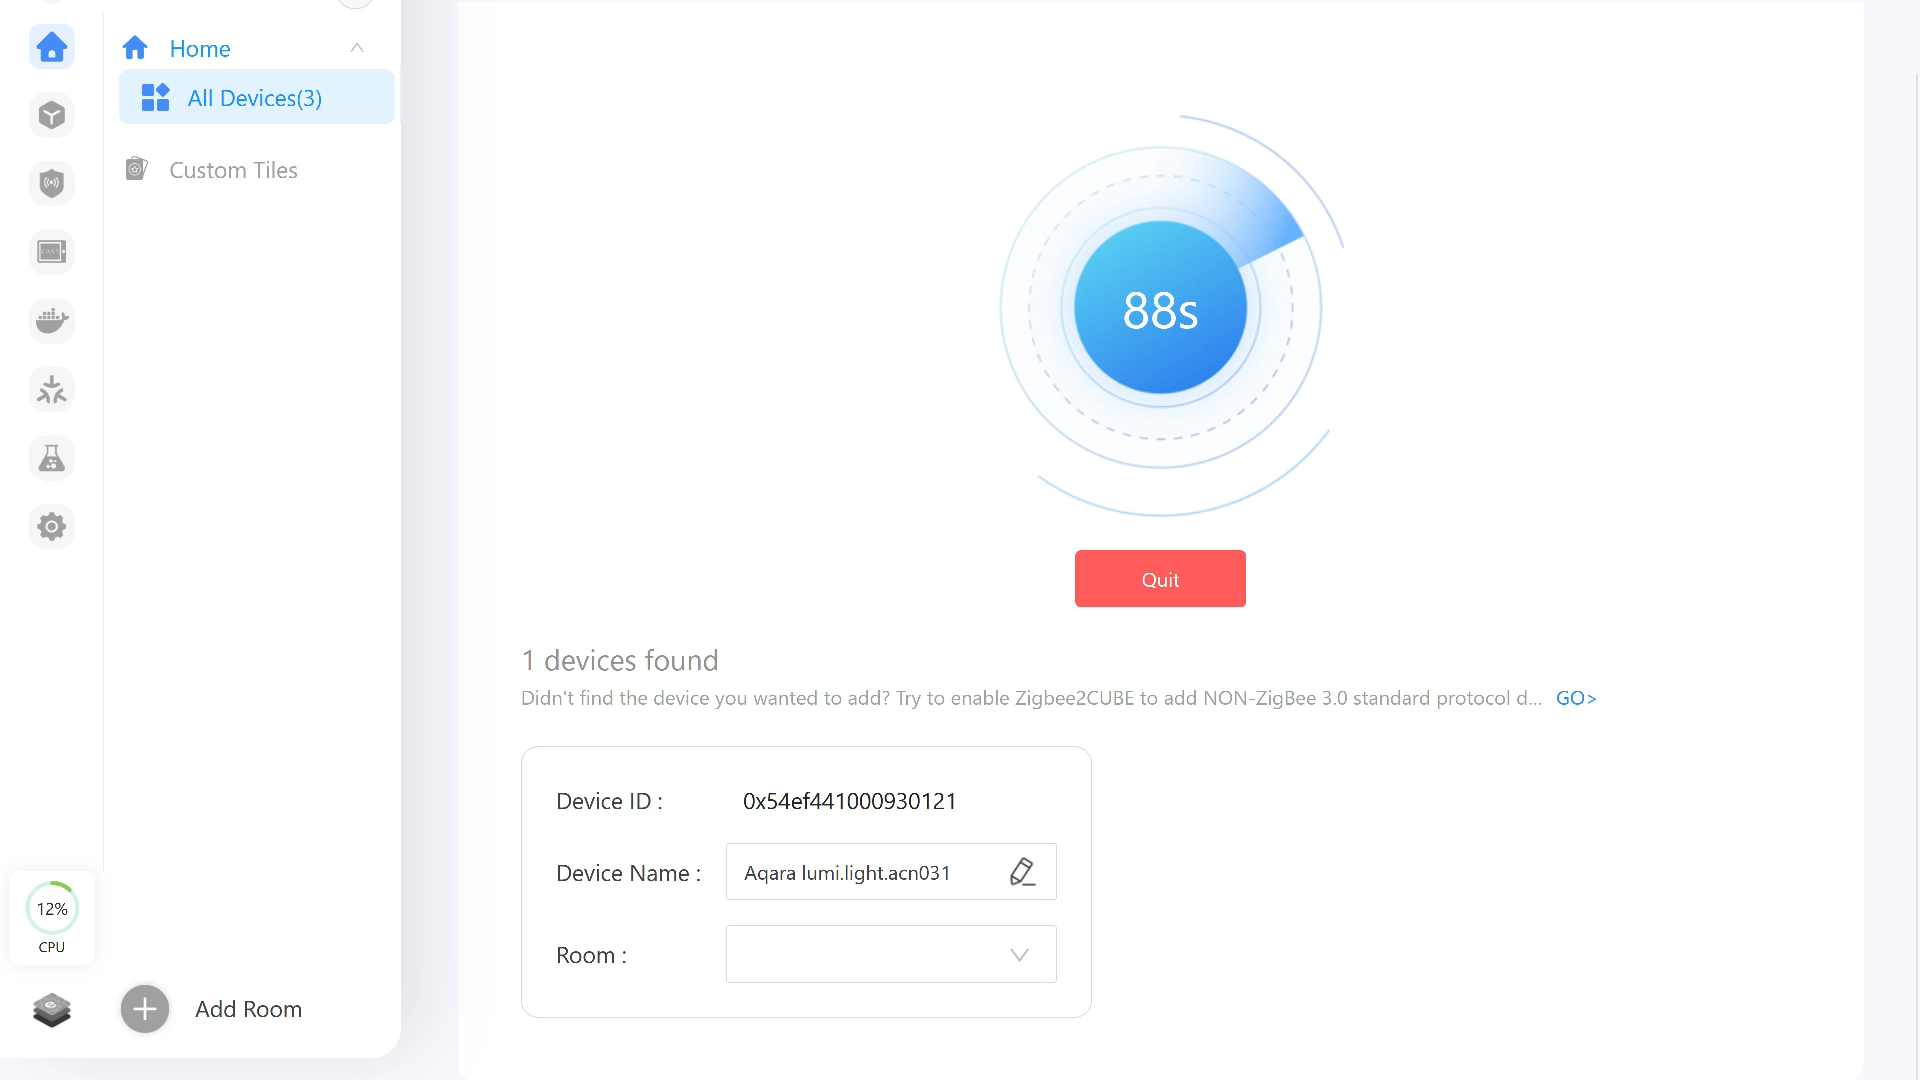 Home
All Devices(3)
Custom Tiles
88s
Quit
1 devices found
Didn't find the device you wanted to add? Try to enable Zigbee2CUBE to add NON-ZigBee 3.0 standard protocol d... GO>
Device ID : 0x54ef441000930121
Device Name : Aqara lumi.light.acn031
Room :
12%
CPU
Add Room